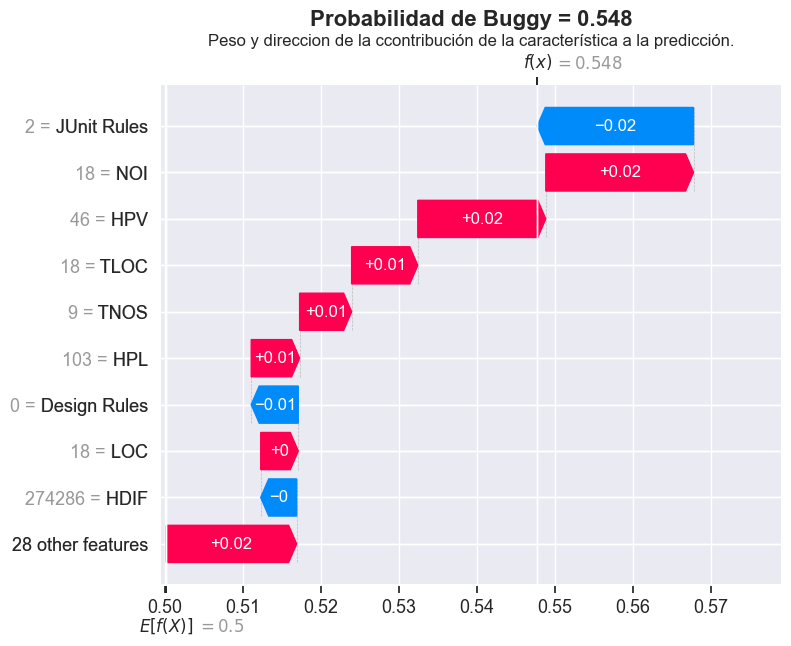 Probabilidad de Buggy = 0.548
Peso y direccion de la ccontribución de la característica a la predicción.
f(x) = 0.548
2 = JUnit Rules −0.02
18 = NOI +0.02
46 = HPV +0.02
18 = TLOC +0.01
9 = TNOS +0.01
103 = HPL +0.01
0 = Design Rules −0.01
18 = LOC +0
274286 = HDIF −0
28 other features +0.02
0.50 0.51 0.52 0.53 0.54 0.55 0.56 0.57
E[f(X)] = 0.5